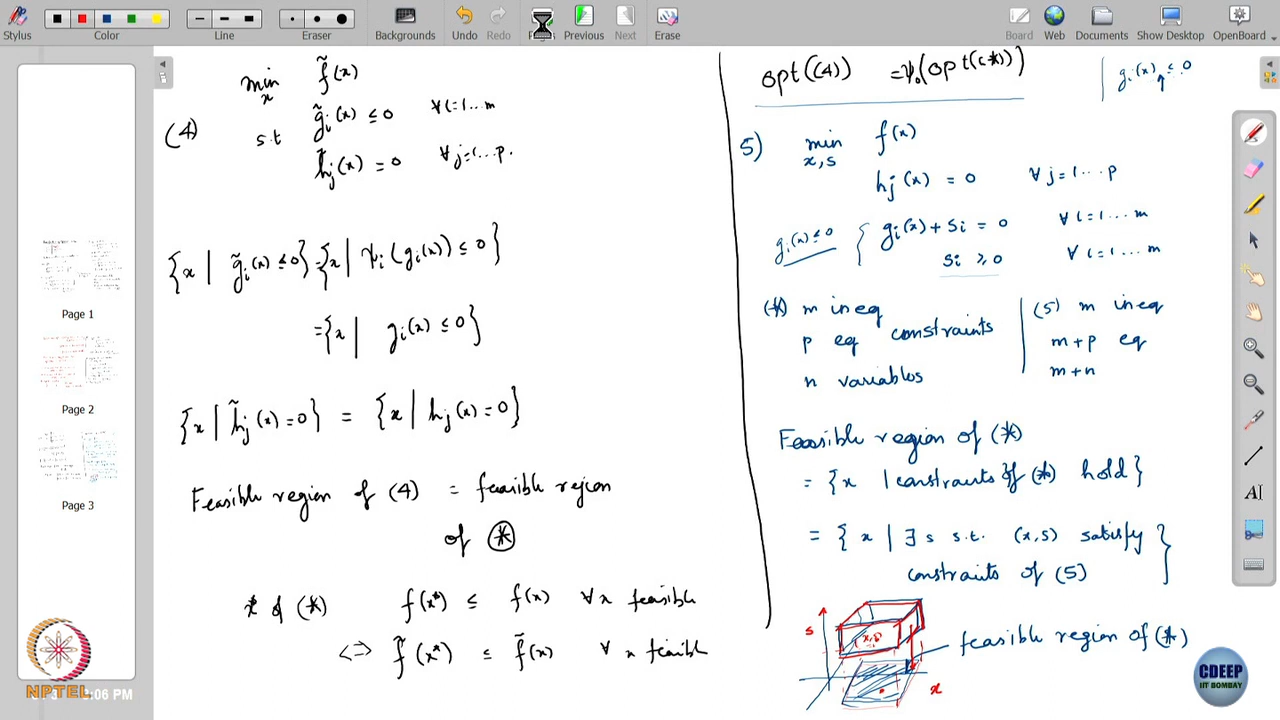 Stylus
Color
Line
Eraser
Backgrounds
Undo
Redo
Previous
Next
Erase
Board
Web
Documents
Show Desktop
OpenBoard
Page 1
Page 2
Page 3
(4) min x f̃(x)
s.t g̃i(x) ≤ 0 ∀ i=1...m
h̃j(x) = 0 ∀ j=1...p.
{x | g̃i(x) ≤ 0} = {x | ψi(gi(x)) ≤ 0}
= {x | gi(x) ≤ 0}
{x | h̃j(x) = 0} = {x | hj(x) = 0}
Feasible region of (4) = feasible region
of (*)
x* of (*) f(x*) ≤ f(x) ∀ x feasible
<=> f̃(x*) ≤ f̃(x) ∀ x feasible
opt((4)) = ψ0(opt(*))
gi(x) ≤ 0
5) min x,s f(x)
hj(x) = 0 ∀ j=1...p
gi(x) ≤ 0 { gi(x) + si = 0 ∀ i=1...m
si ≥ 0 ∀ i=1...m
(*) m ineq
p eq constraints
n variables
(5) m ineq
m+p eq
m+n
Feasible region of (*)
= {x | constraints of (*) hold}
= {x | ∃ s s.t. (x,s) satisfy
constraits of (5)}
s
(x,s)
x
feasible region of (*)
NPTEL
:06 PM
CDEEP
IIT BOMBAY